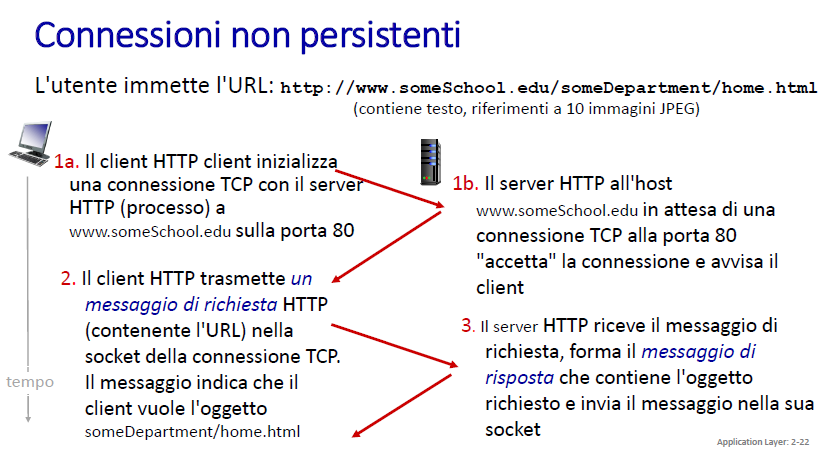 Connessioni non persistenti
L'utente immette l'URL: http://www.someSchool.edu/someDepartment/home.html
(contiene testo, riferimenti a 10 immagini JPEG)
1a. Il client HTTP client inizializza
una connessione TCP con il server
HTTP (processo) a
www.someSchool.edu sulla porta 80
1b. Il server HTTP all'host
www.someSchool.edu in attesa di una
connessione TCP alla porta 80
"accetta" la connessione e avvisa il
client
2. Il client HTTP trasmette un
messaggio di richiesta HTTP
(contenente l'URL) nella
socket della connessione TCP.
Il messaggio indica che il
client vuole l'oggetto
someDepartment/home.html
3. Il server HTTP riceve il messaggio di
richiesta, forma il messaggio di
risposta che contiene l'oggetto
richiesto e invia il messaggio nella sua
socket
tempo
Application Layer: 2-22